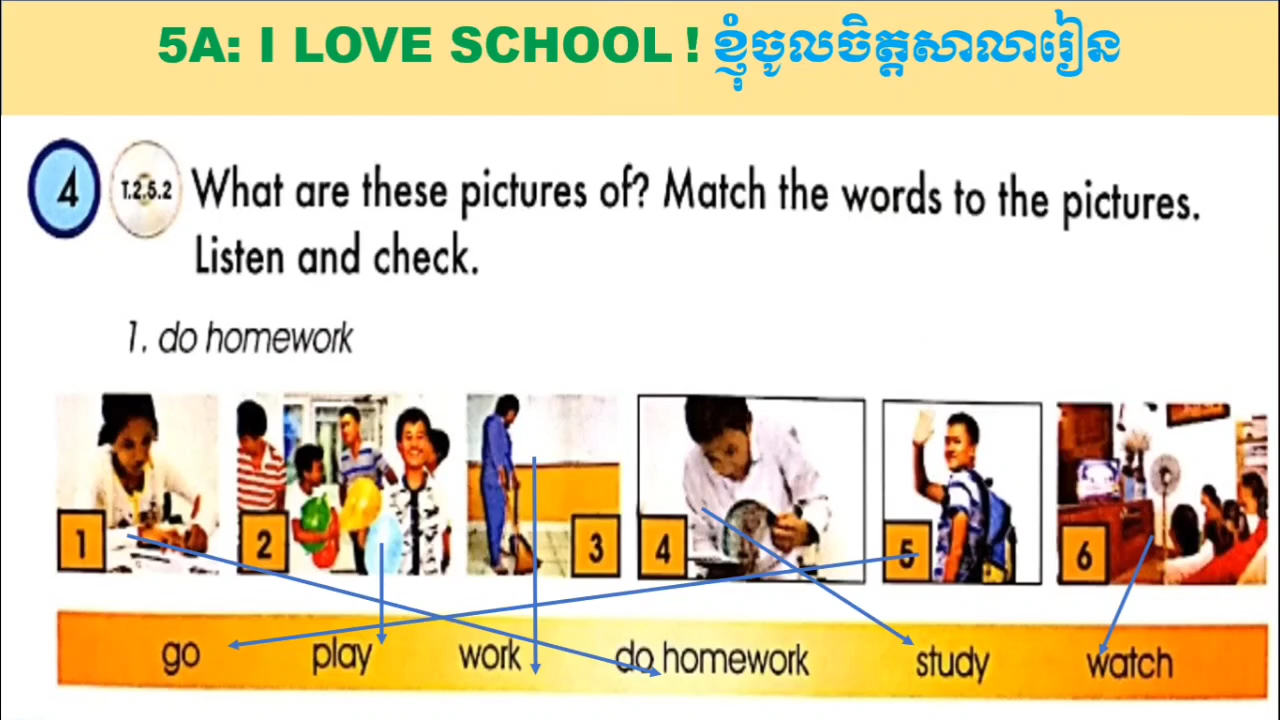 5A: I LOVE SCHOOL ! ខ្ញុំចូលចិត្តសាលារៀន
4 T.2.5.2 What are these pictures of? Match the words to the pictures.
Listen and check.
1. do homework
1 2 3 4 5 6
go play work do homework study watch